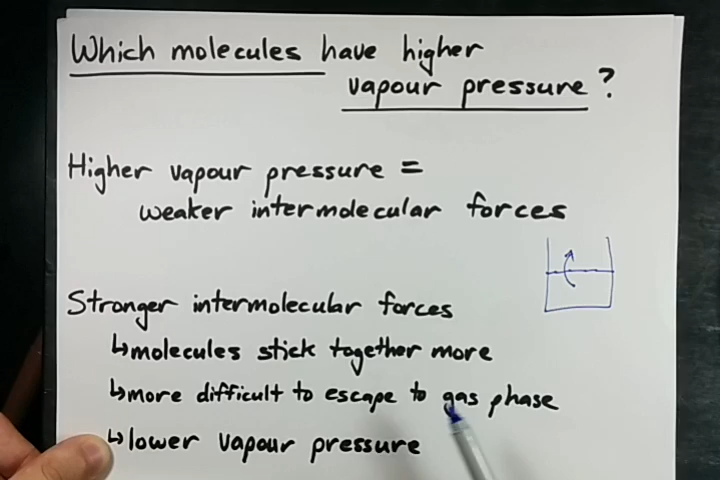 Which molecules have higher
vapour pressure?
Higher vapour pressure =
weaker intermolecular forces
Stronger intermolecular forces
↳molecules stick together more
↳more difficult to escape to gas phase
↳lower vapour pressure